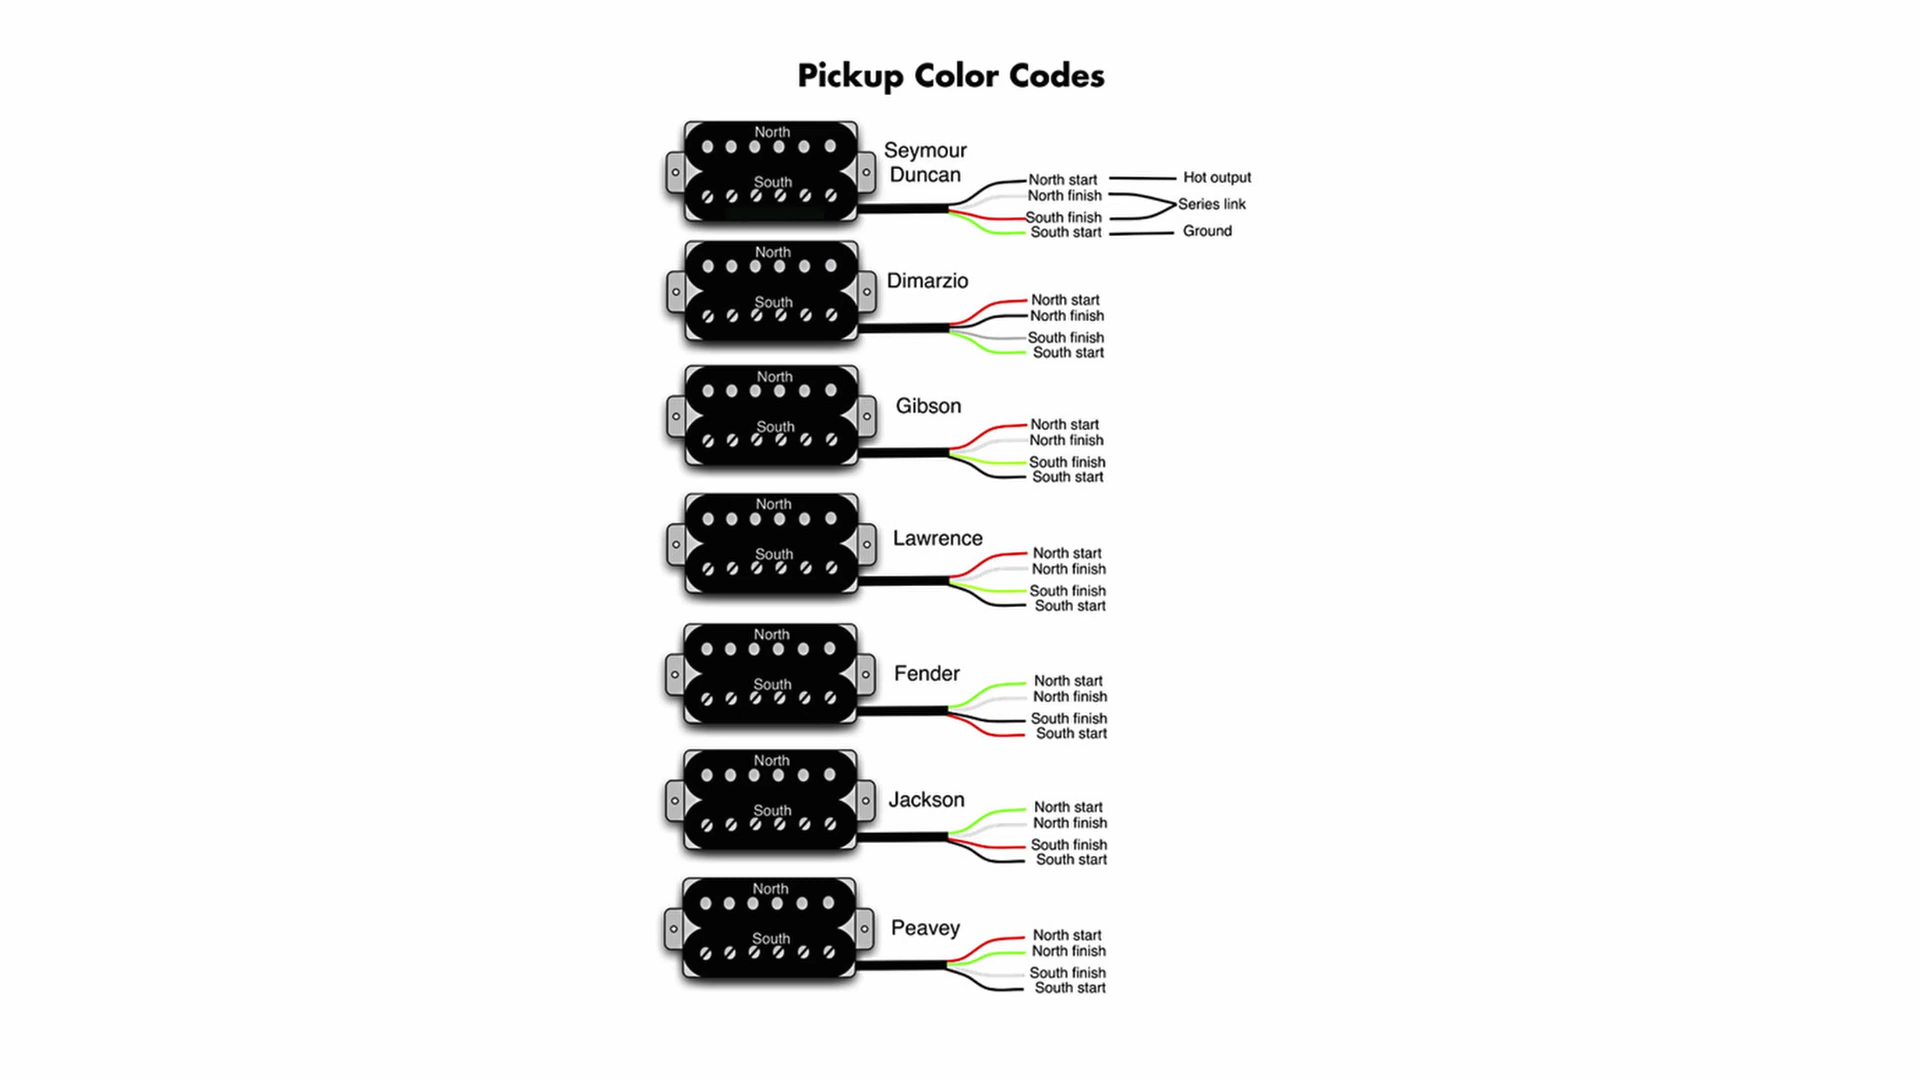 Pickup Color Codes
North
South
Seymour
Duncan
North start
North finish
South finish
South start
Hot output
Series link
Ground
North
South
Dimarzio
North start
North finish
South finish
South start
North
South
Gibson
North start
North finish
South finish
South start
North
South
Lawrence
North start
North finish
South finish
South start
North
South
Fender
North start
North finish
South finish
South start
North
South
Jackson
North start
North finish
South finish
South start
North
South
Peavey
North start
North finish
South finish
South start